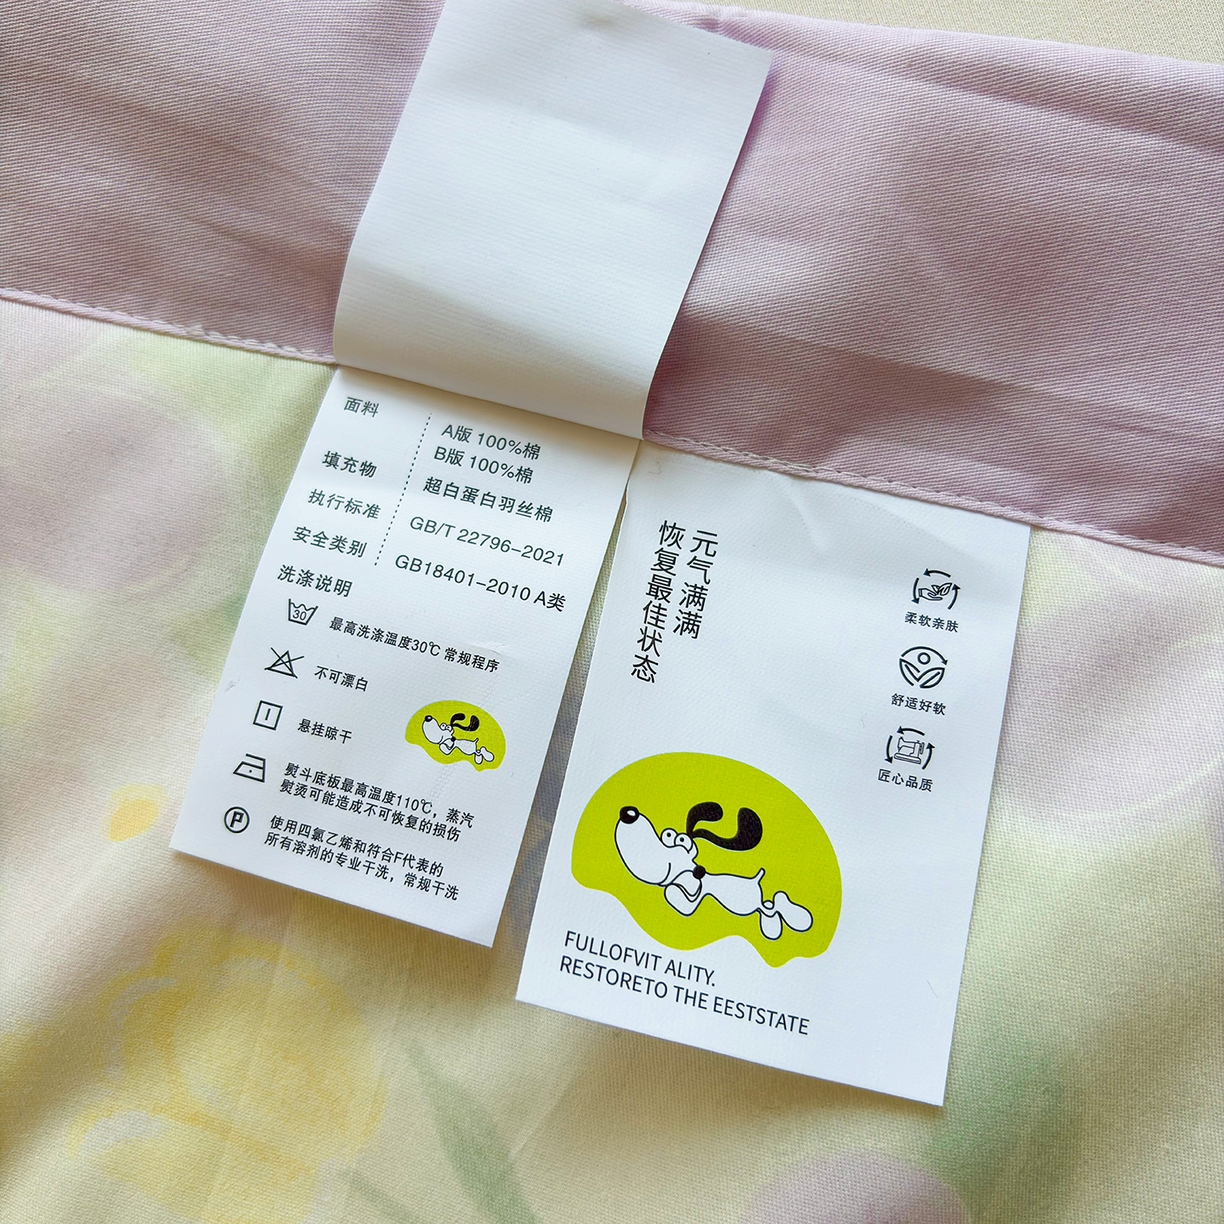 面料
A版 100%棉
B版 100%棉
填充物
超白蛋白羽丝棉
执行标准
GB/T 22796-2021
安全类别
GB18401-2010 A类
洗涤说明
30
最高洗涤温度30℃ 常规程序
不可漂白
悬挂晾干
熨斗底板最高温度110℃，蒸汽
熨烫可能造成不可恢复的损伤
P
使用四氯乙烯和符合F代表的
所有溶剂的专业干洗，常规干洗
元气满满
恢复最佳状态
柔软亲肤
舒适好软
匠心品质
FULLOFVIT ALITY.
RESTORETO THE EESTSTATE